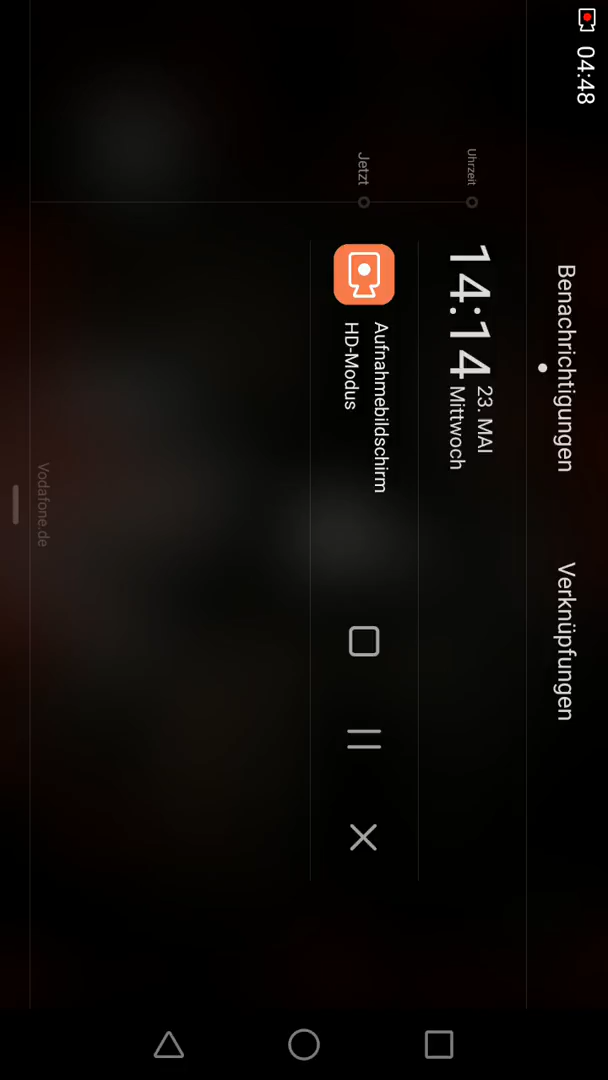 04:48
Benachrichtigungen
Verknüpfungen
Uhrzeit
14:14
23. MAI
Mittwoch
Jetzt
Aufnahmebildschirm
HD-Modus
Vodafone.de